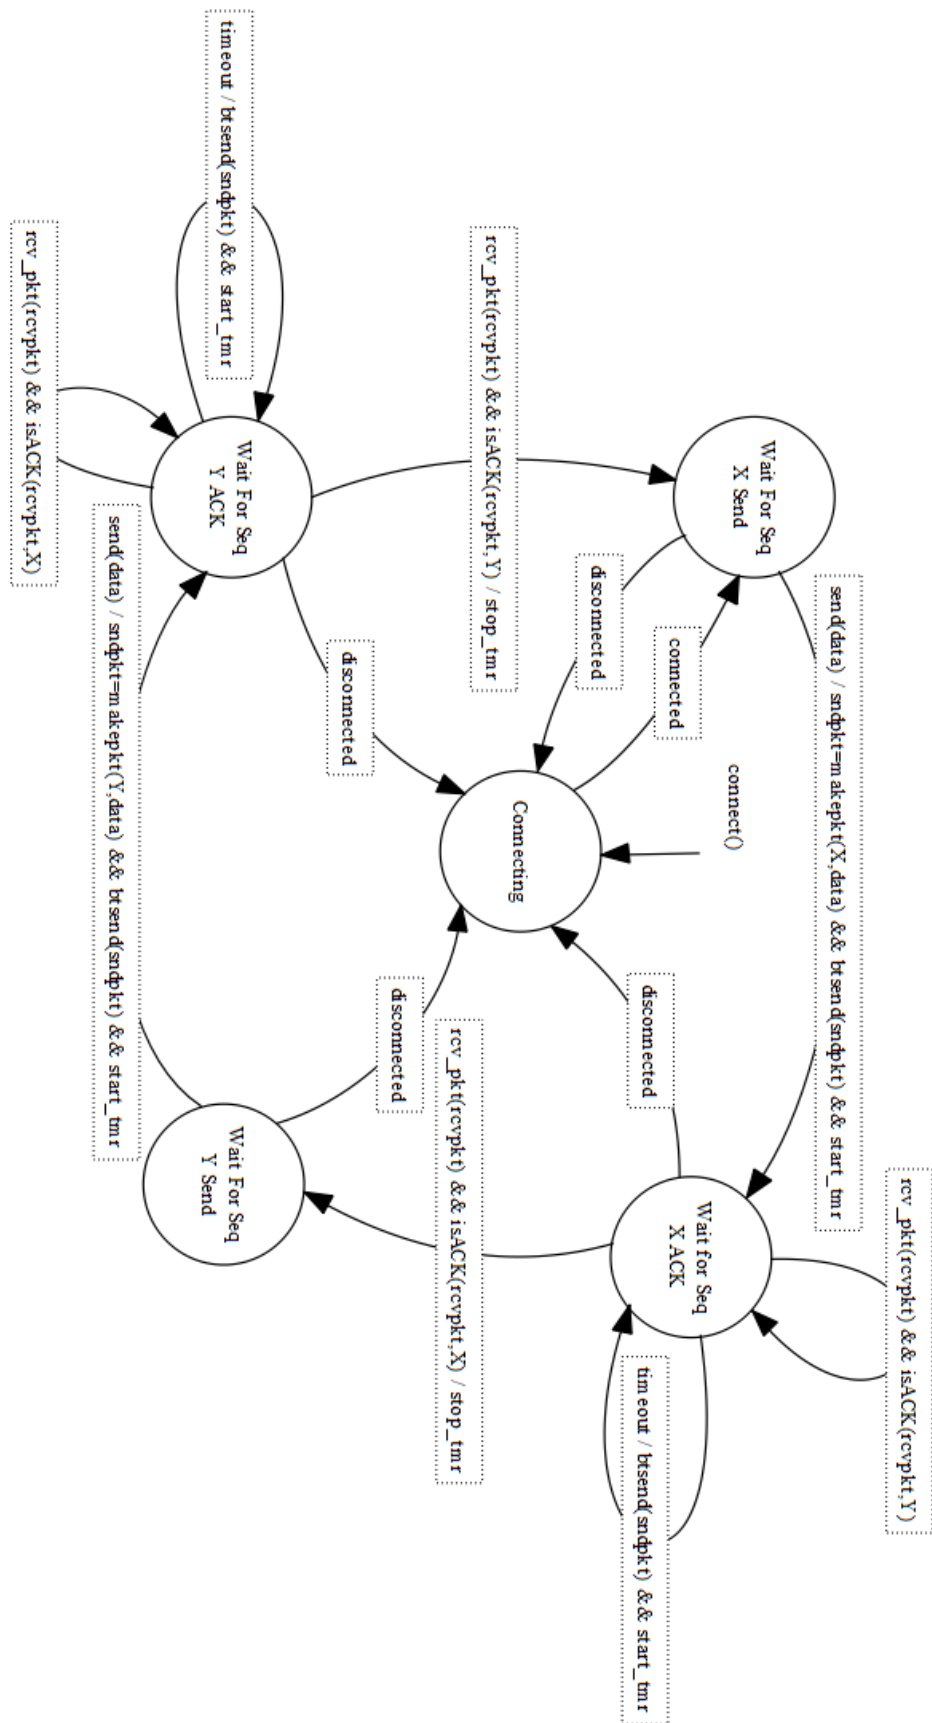 rcv_pkt(rcvpkt) && isACK(rcvpkt,Y)
send(data) / sndpkt=makepkt(X,data) && btsend(sndpkt) && start_tmr
Wait For Seq
X Send
connect()
Wait for Seq
X ACK
connected
disconnected
timeout / btsend(sndpkt) && start_tmr
disconnected
Connecting
rcv_pkt(rcvpkt) && isACK(rcvpkt,Y) / stop_tmr
rcv_pkt(rcvpkt) && isACK(rcvpkt,X) / stop_tmr
disconnected
disconnected
timeout / btsend(sndpkt) && start_tmr
Wait For Seq
Y ACK
Wait For Seq
Y Send
send(data) / sndpkt=makepkt(Y,data) && btsend(sndpkt) && start_tmr
rcv_pkt(rcvpkt) && isACK(rcvpkt,X)